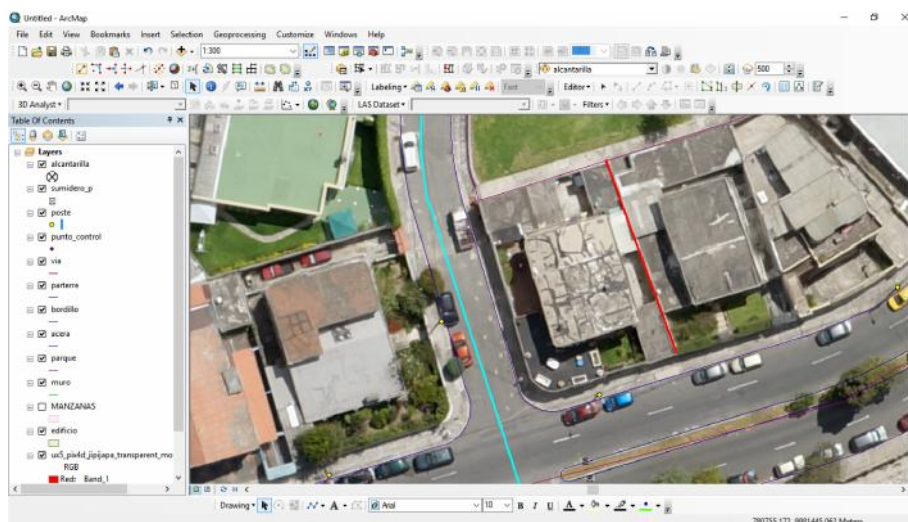 Untitled - ArcMap
File Edit View Bookmarks Insert Selection Geoprocessing Customize Windows Help
1:300
alcantarilla 500
Labeling Fast Editor
3D Analyst LAS Dataset Filters
Table Of Contents
Layers
alcantarilla
sumidero_p
poste
punto_control
via
parterre
bordillo
acera
parque
muro
MANZANAS
edificio
ux5_pix4d_jipijapa_transparent_mo
RGB
Red: Band_1
Drawing A Arial 10 B I U A